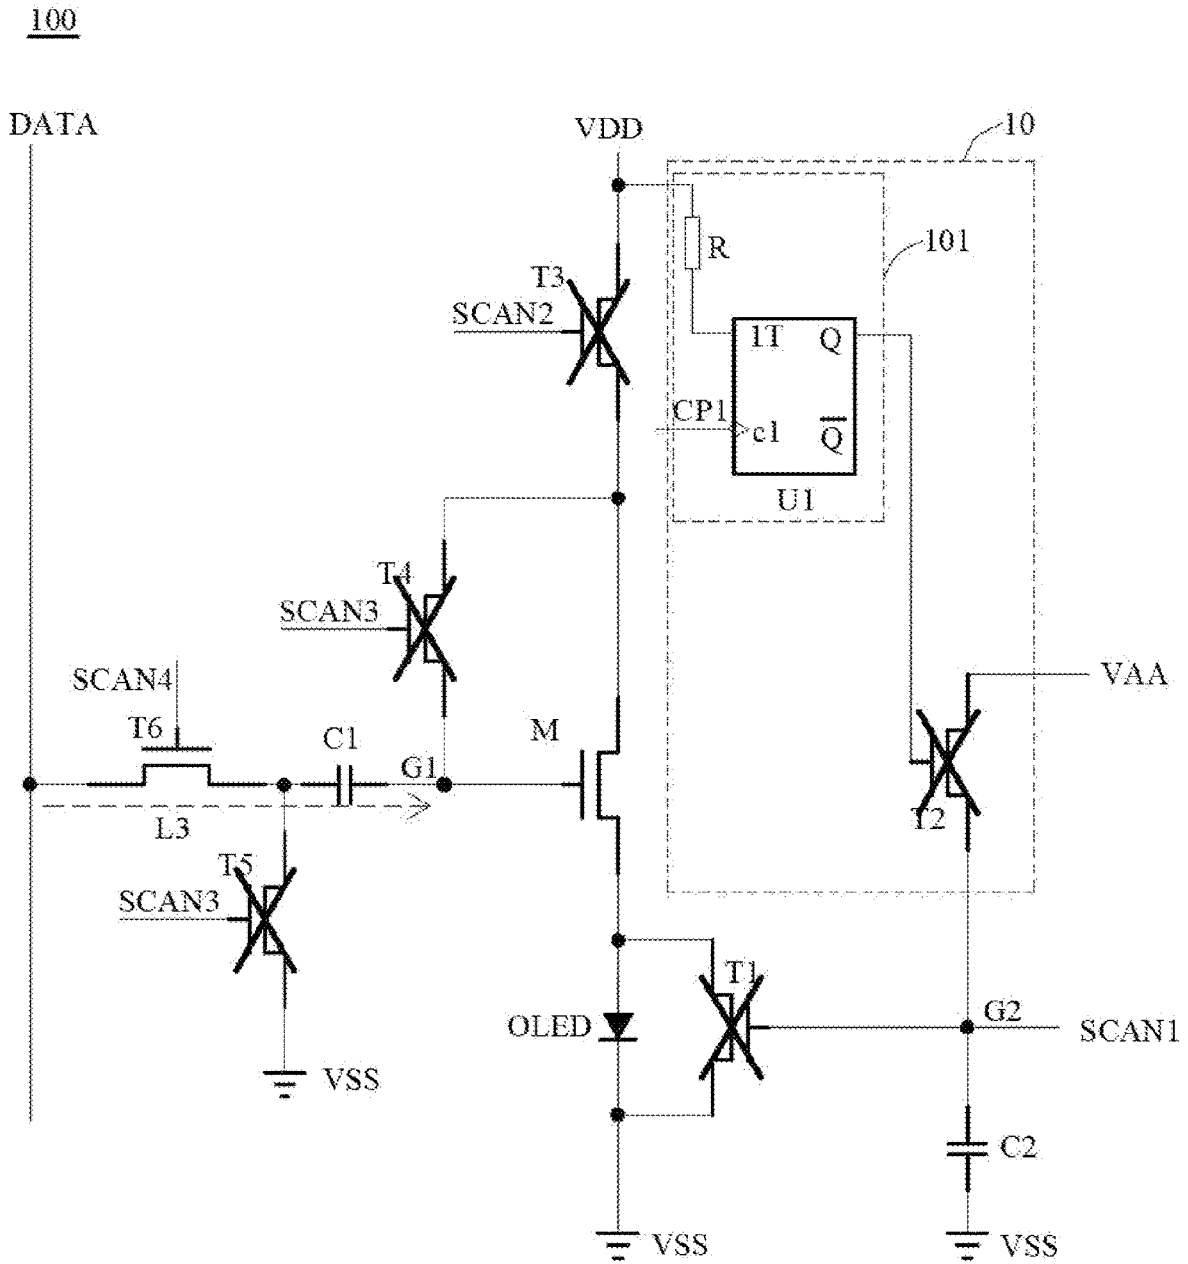 100
DATA
VDD
10
101
R
T3
SCAN2
1T Q
CP1
c1 Q̅
U1
T4
SCAN3
SCAN4
VAA
T6
C1
M
G1
T2
L3
T5
SCAN3
T1
G2
OLED
SCAN1
VSS
C2
VSS
VSS